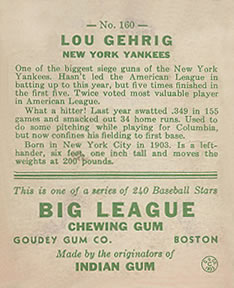 — No. 160 —
LOU GEHRIG
NEW YORK YANKEES
One of the biggest siege guns of the New York
Yankees. Hasn't led the American League in
batting up to this year, but five times finished in
the first five. Twice voted most valuable player
in American League.
What a hitter! Last year swatted .349 in 155
games and smacked out 34 home runs. Used to
do some pitching while playing for Columbia,
but now confines his fielding to first base.
Born in New York City in 1903. Is a left-
hander, six feet, one inch tall and moves the
weights at 200 pounds.
This is one of a series of 240 Baseball Stars
BIG LEAGUE
CHEWING GUM
GOUDEY GUM CO. BOSTON
Made by the originators of
INDIAN GUM